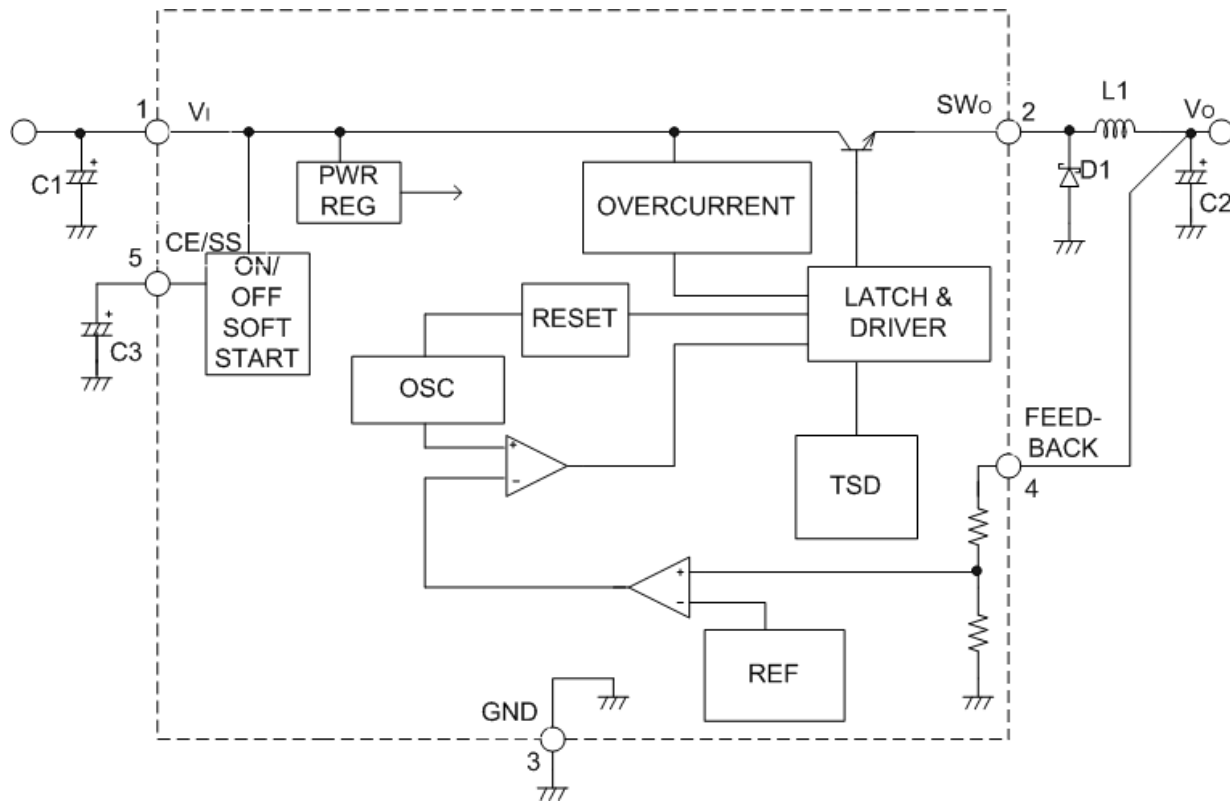 1
VI
SWO
2
L1
VO
C1
+
PWR
REG
OVERCURRENT
D1
+
C2
5
CE/SS
ON/
OFF
SOFT
START
+
C3
RESET
LATCH &
DRIVER
OSC
+
-
TSD
FEED-
BACK
4
+
-
REF
GND
3